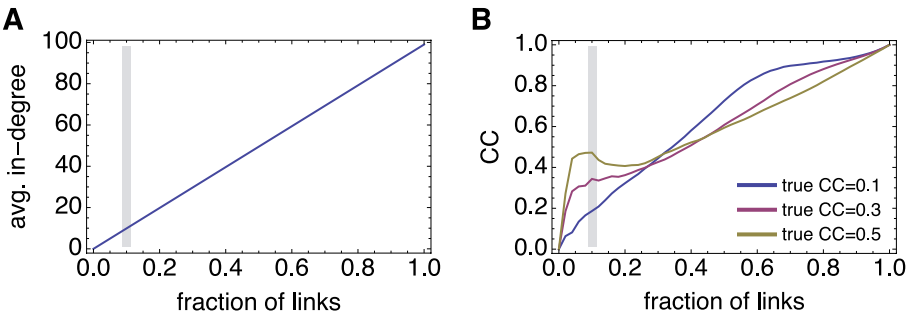 A
avg. in-degree
100
80
60
40
20
0
0.0 0.2 0.4 0.6 0.8 1.0
fraction of links
B
CC
1.0
0.8
0.6
0.4
0.2
0.0
true CC=0.1
true CC=0.3
true CC=0.5
0.0 0.2 0.4 0.6 0.8 1.0
fraction of links